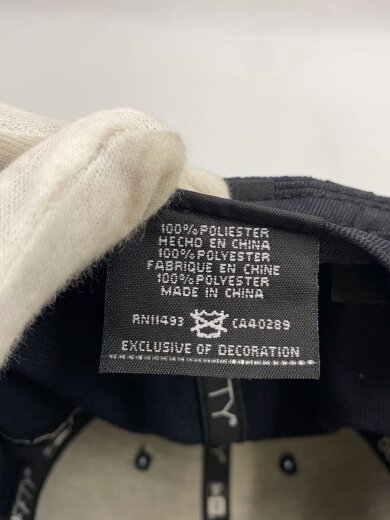 100%POLIESTER
HECHO EN CHINA
100%POLYESTER
FABRIQUE EN CHINE
100%POLYESTER
MADE IN CHINA
RN11493 CA40289
EXCLUSIVE OF DECORATION